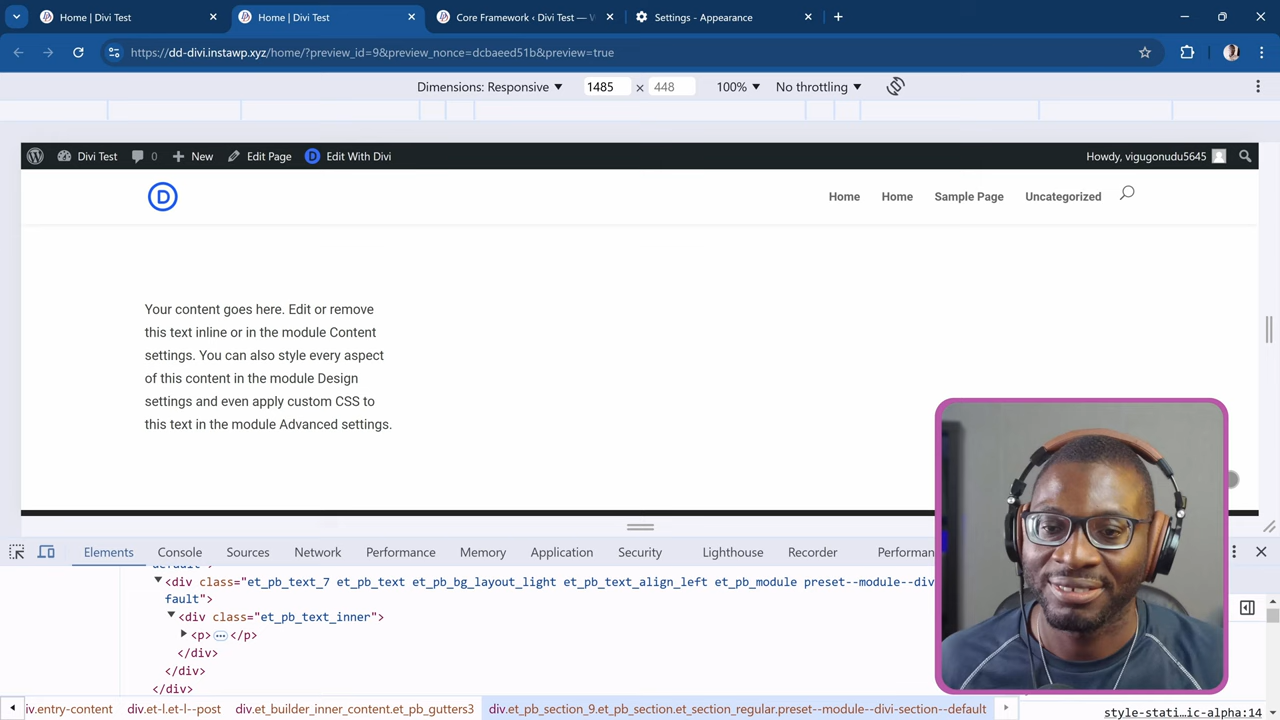 Home | Divi Test
Home | Divi Test
Core Framework ‹ Divi Test — W
Settings - Appearance
https://dd-divi.instawp.xyz/home/?preview_id=9&preview_nonce=dcbaed51b&preview=true
Dimensions: Responsive
1485 × 448
100%
No throttling
Divi Test
0
New
Edit Page
D
Edit With Divi
Howdy, vigugonudu5645
D
Home
Home
Sample Page
Uncategorized
Your content goes here. Edit or remove
this text inline or in the module Content
settings. You can also style every aspect
of this content in the module Design
settings and even apply custom CSS to
this text in the module Advanced settings.
Elements
Console
Sources
Network
Performance
Memory
Application
Security
Lighthouse
Recorder
Performan
<div class="et_pb_text_7 et_pb_text et_pb_bg_layout_light et_pb_text_align_left et_pb_module preset--module--div
fault">
<div class="et_pb_text_inner">
<p> … </p>
</div>
</div>
</div>
iv.entry-content
div.et-l.et-l--post
div.et_builder_inner_content.et_pb_gutters3
div.et_pb_section_9.et_pb_section.et_section_regular.preset--module--divi-section--default
style-stati…ic-alpha:14